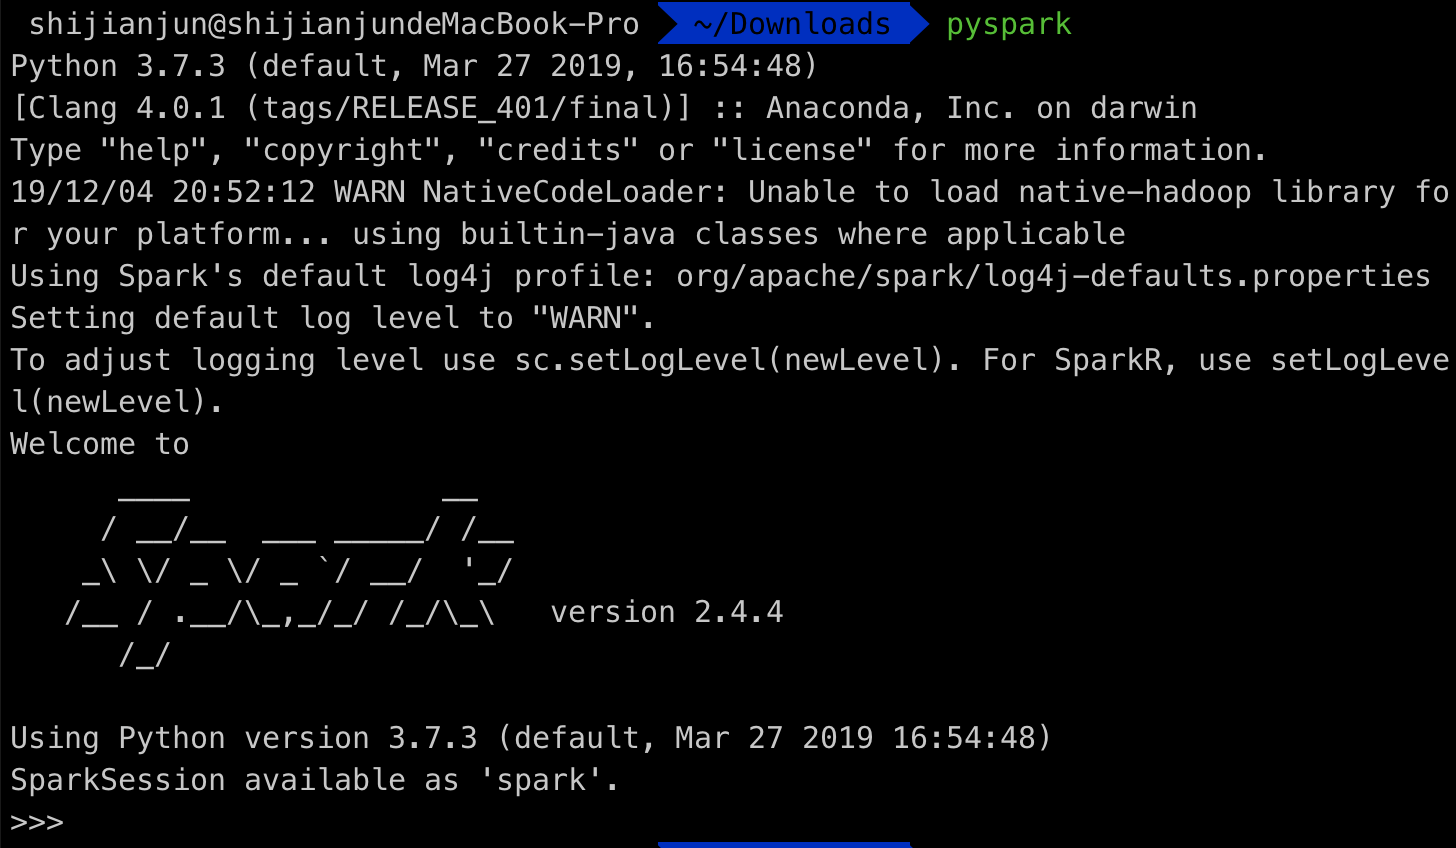 shijianjun@shijianjundeMacBook-Pro ~/Downloads pyspark
Python 3.7.3 (default, Mar 27 2019, 16:54:48)
[Clang 4.0.1 (tags/RELEASE_401/final)] :: Anaconda, Inc. on darwin
Type "help", "copyright", "credits" or "license" for more information.
19/12/04 20:52:12 WARN NativeCodeLoader: Unable to load native-hadoop library fo
r your platform... using builtin-java classes where applicable
Using Spark's default log4j profile: org/apache/spark/log4j-defaults.properties
Setting default log level to "WARN".
To adjust logging level use sc.setLogLevel(newLevel). For SparkR, use setLogLeve
l(newLevel).
Welcome to
      ____              __
     / __/__  ___ _____/ /__
    _\ \/ _ \/ _ `/ __/  '_/
   /__ / .__/\_,_/_/ /_/\_\   version 2.4.4
      /_/
Using Python version 3.7.3 (default, Mar 27 2019 16:54:48)
SparkSession available as 'spark'.
>>>